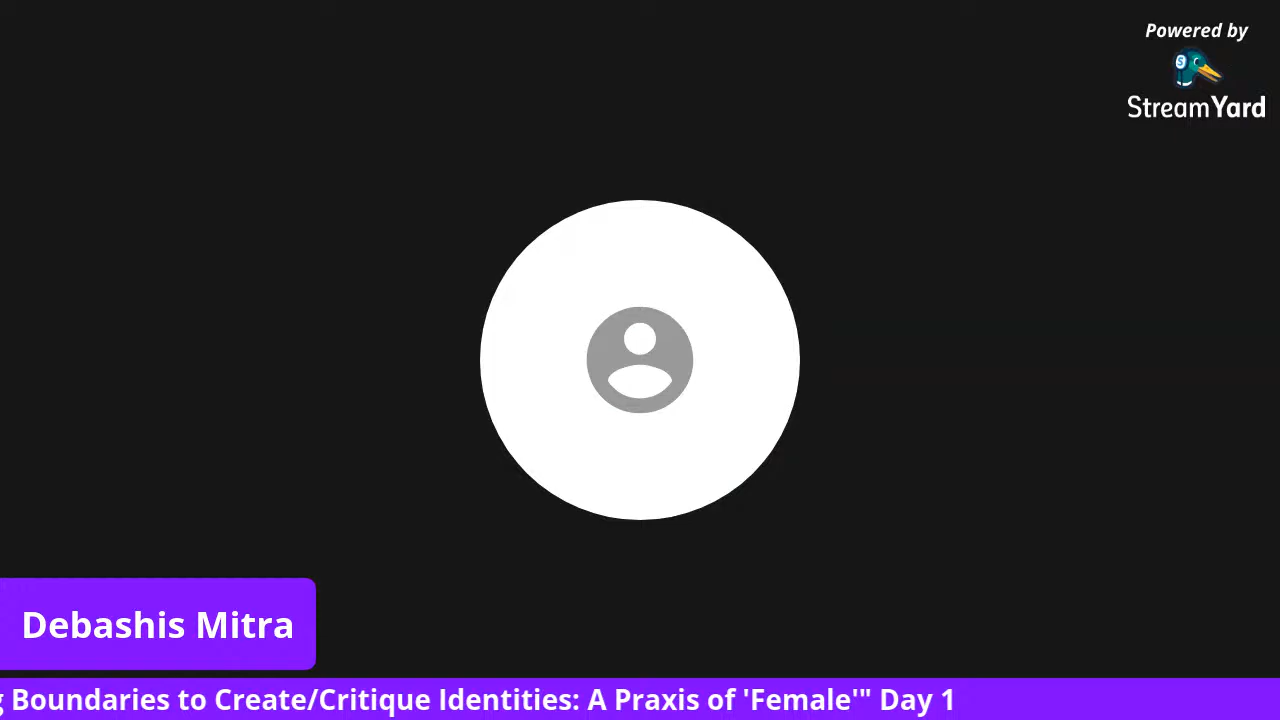 Powered by
StreamYard
Debashis Mitra
Boundaries to Create/Critique Identities: A Praxis of 'Female'" Day 1